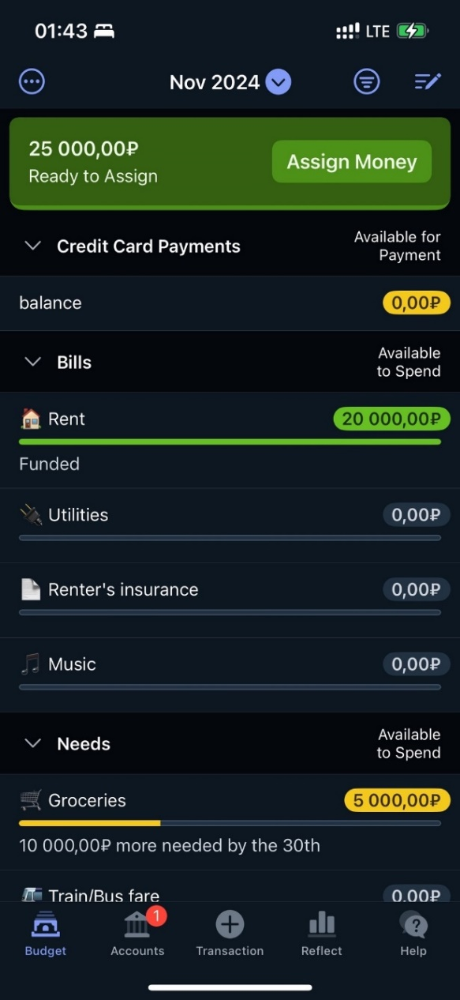 01:43
LTE
Nov 2024
25 000,00₽
Ready to Assign
Assign Money
Credit Card Payments
Available for
Payment
balance
0,00₽
Bills
Available
to Spend
Rent
20 000,00₽
Funded
Utilities
0,00₽
Renter's insurance
0,00₽
Music
0,00₽
Needs
Available
to Spend
Groceries
5 000,00₽
10 000,00₽ more needed by the 30th
Train/Bus fare
0,00₽
1
Budget
Accounts
Transaction
Reflect
Help